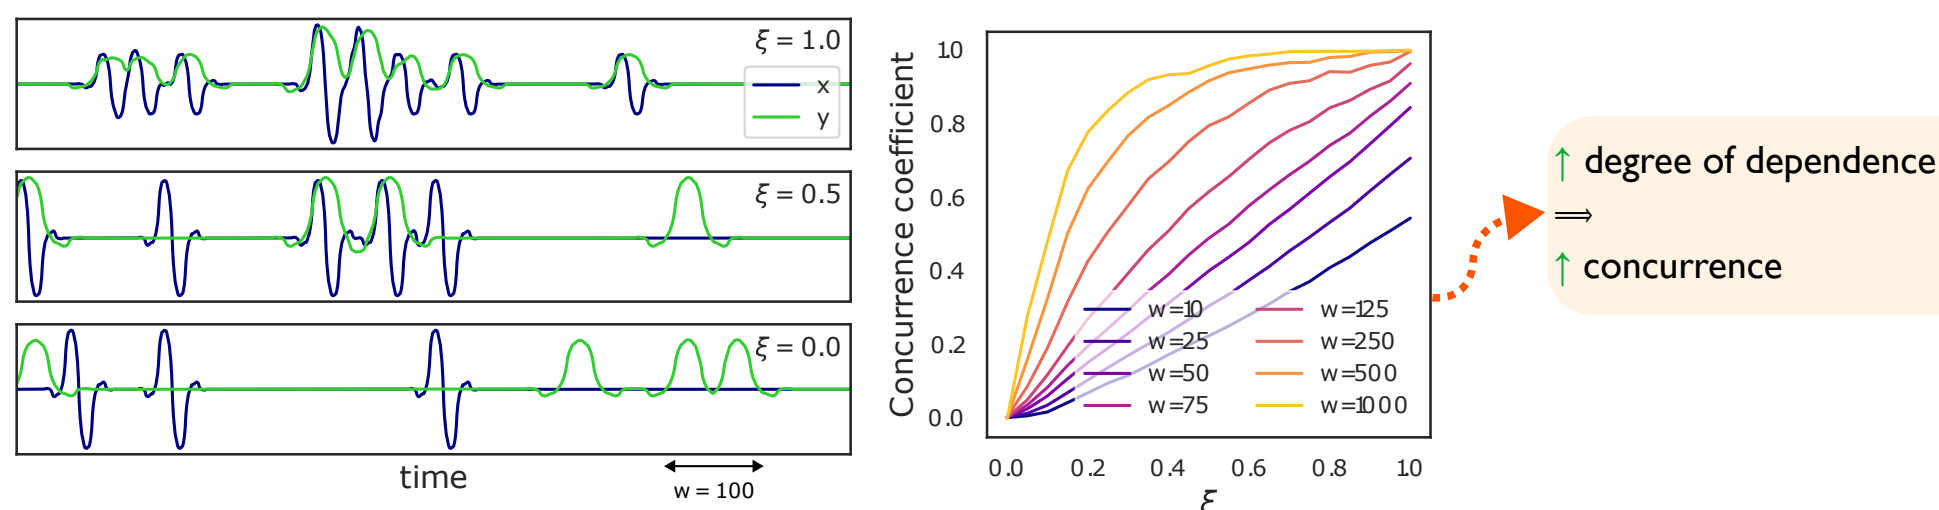 ξ = 1.0
x
y
ξ = 0.5
ξ = 0.0
time
w = 100
Concurrence coefficient
1.0
0.8
0.6
0.4
0.2
0.0
w=10
w=25
w=50
w=75
w=125
w=250
w=500
w=1000
0.0 0.2 0.4 0.6 0.8 1.0
ξ
↑ degree of dependence
⟹
↑ concurrence